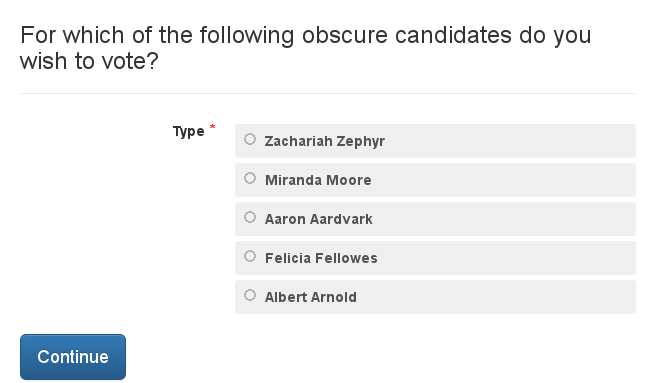 For which of the following obscure candidates do you
wish to vote?
Type *
Zachariah Zephyr
Miranda Moore
Aaron Aardvark
Felicia Fellowes
Albert Arnold
Continue